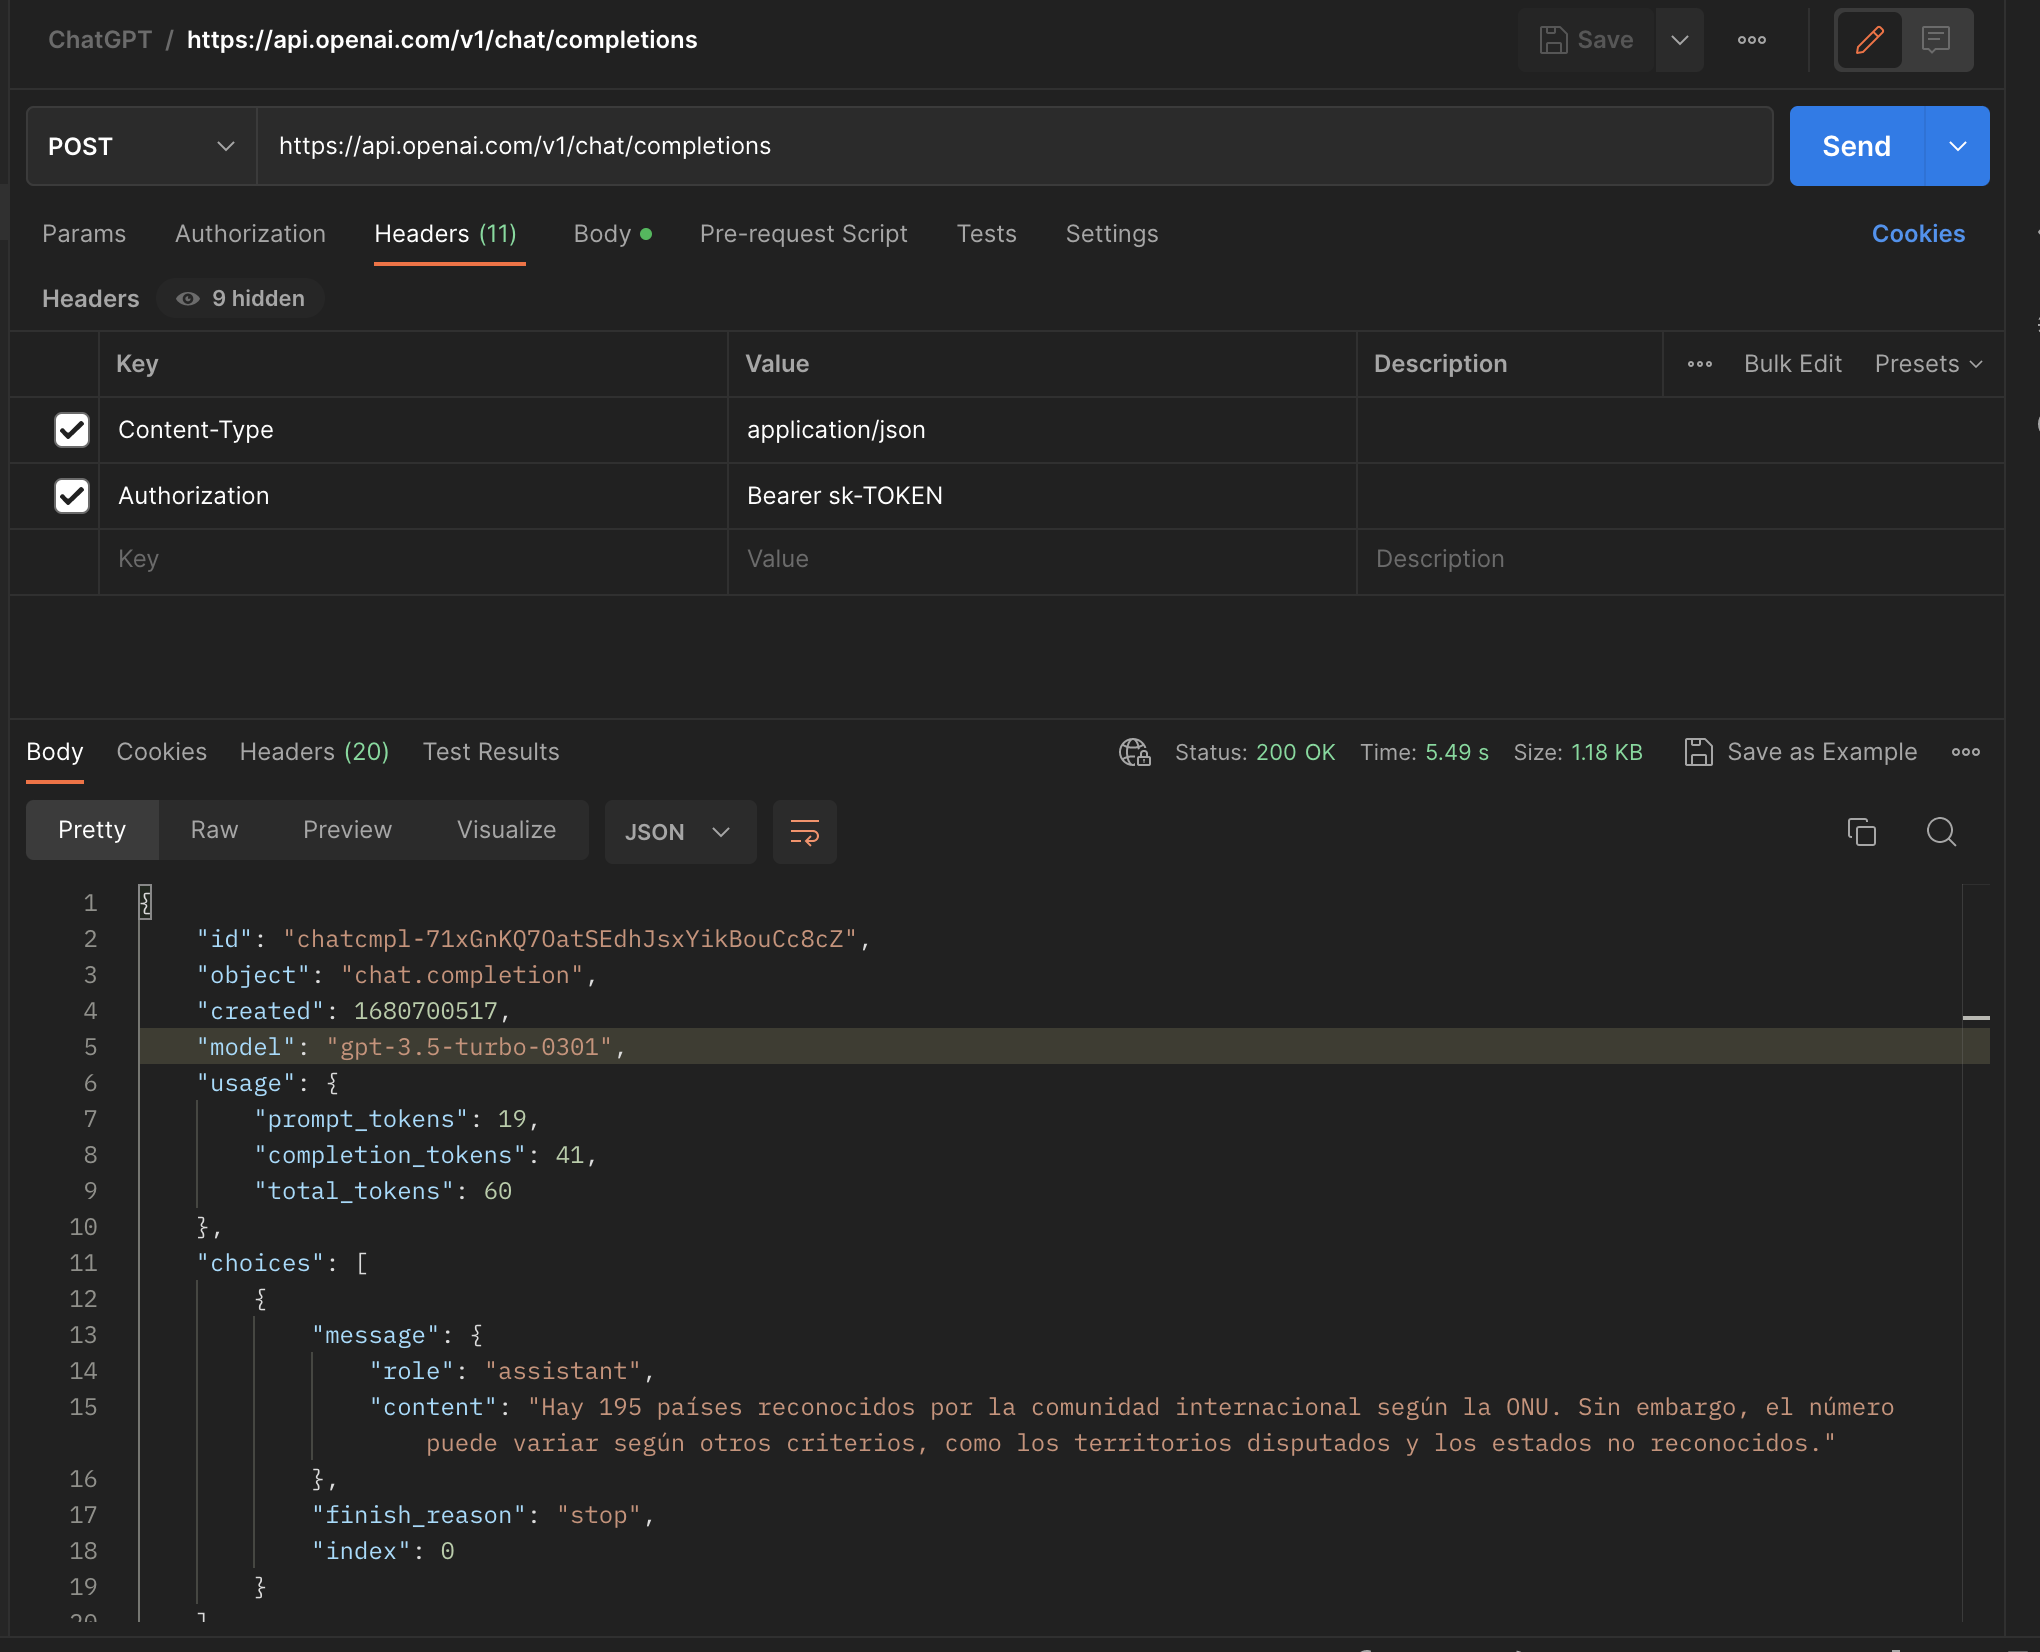 ChatGPT / https://api.openai.com/v1/chat/completions
Save
POST https://api.openai.com/v1/chat/completions Send
Params Authorization Headers (11) Body Pre-request Script Tests Settings Cookies
Headers 9 hidden
Key Value Description Bulk Edit Presets
Content-Type application/json
Authorization Bearer sk-TOKEN
Key Value Description
Body Cookies Headers (20) Test Results Status: 200 OK Time: 5.49 s Size: 1.18 KB Save as Example
Pretty Raw Preview Visualize JSON
1 {
2 "id": "chatcmpl-71xGnKQ7OatSEdhJsxYikBouCc8cZ",
3 "object": "chat.completion",
4 "created": 1680700517,
5 "model": "gpt-3.5-turbo-0301",
6 "usage": {
7 "prompt_tokens": 19,
8 "completion_tokens": 41,
9 "total_tokens": 60
10 },
11 "choices": [
12 {
13 "message": {
14 "role": "assistant",
15 "content": "Hay 195 países reconocidos por la comunidad internacional según la ONU. Sin embargo, el número
puede variar según otros criterios, como los territorios disputados y los estados no reconocidos."
16 },
17 "finish_reason": "stop",
18 "index": 0
19 }
20 ]